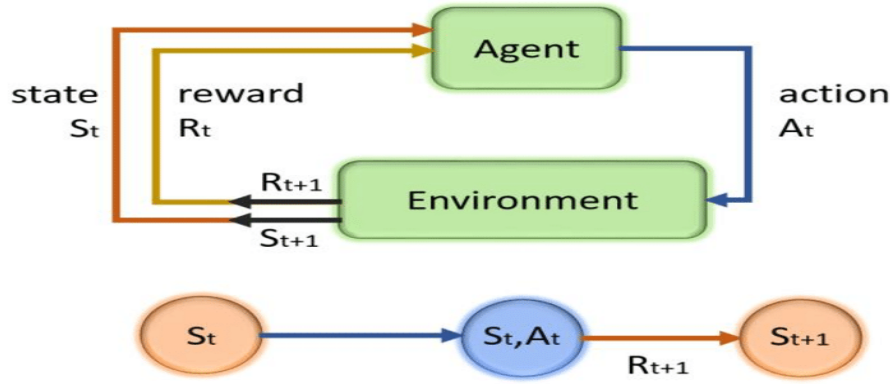 Agent
state
St
reward
Rt
action
At
Rt+1
Environment
St+1
St
St,At
Rt+1
St+1